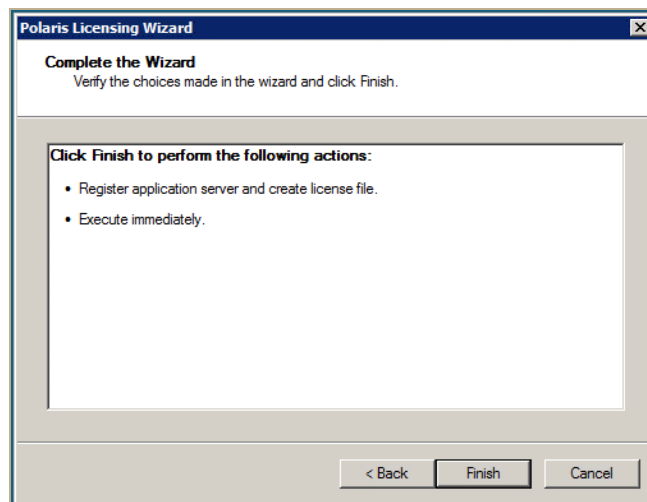 Polaris Licensing Wizard
Complete the Wizard
Verify the choices made in the wizard and click Finish.
Click Finish to perform the following actions:
• Register application server and create license file.
• Execute immediately.
< Back Finish Cancel